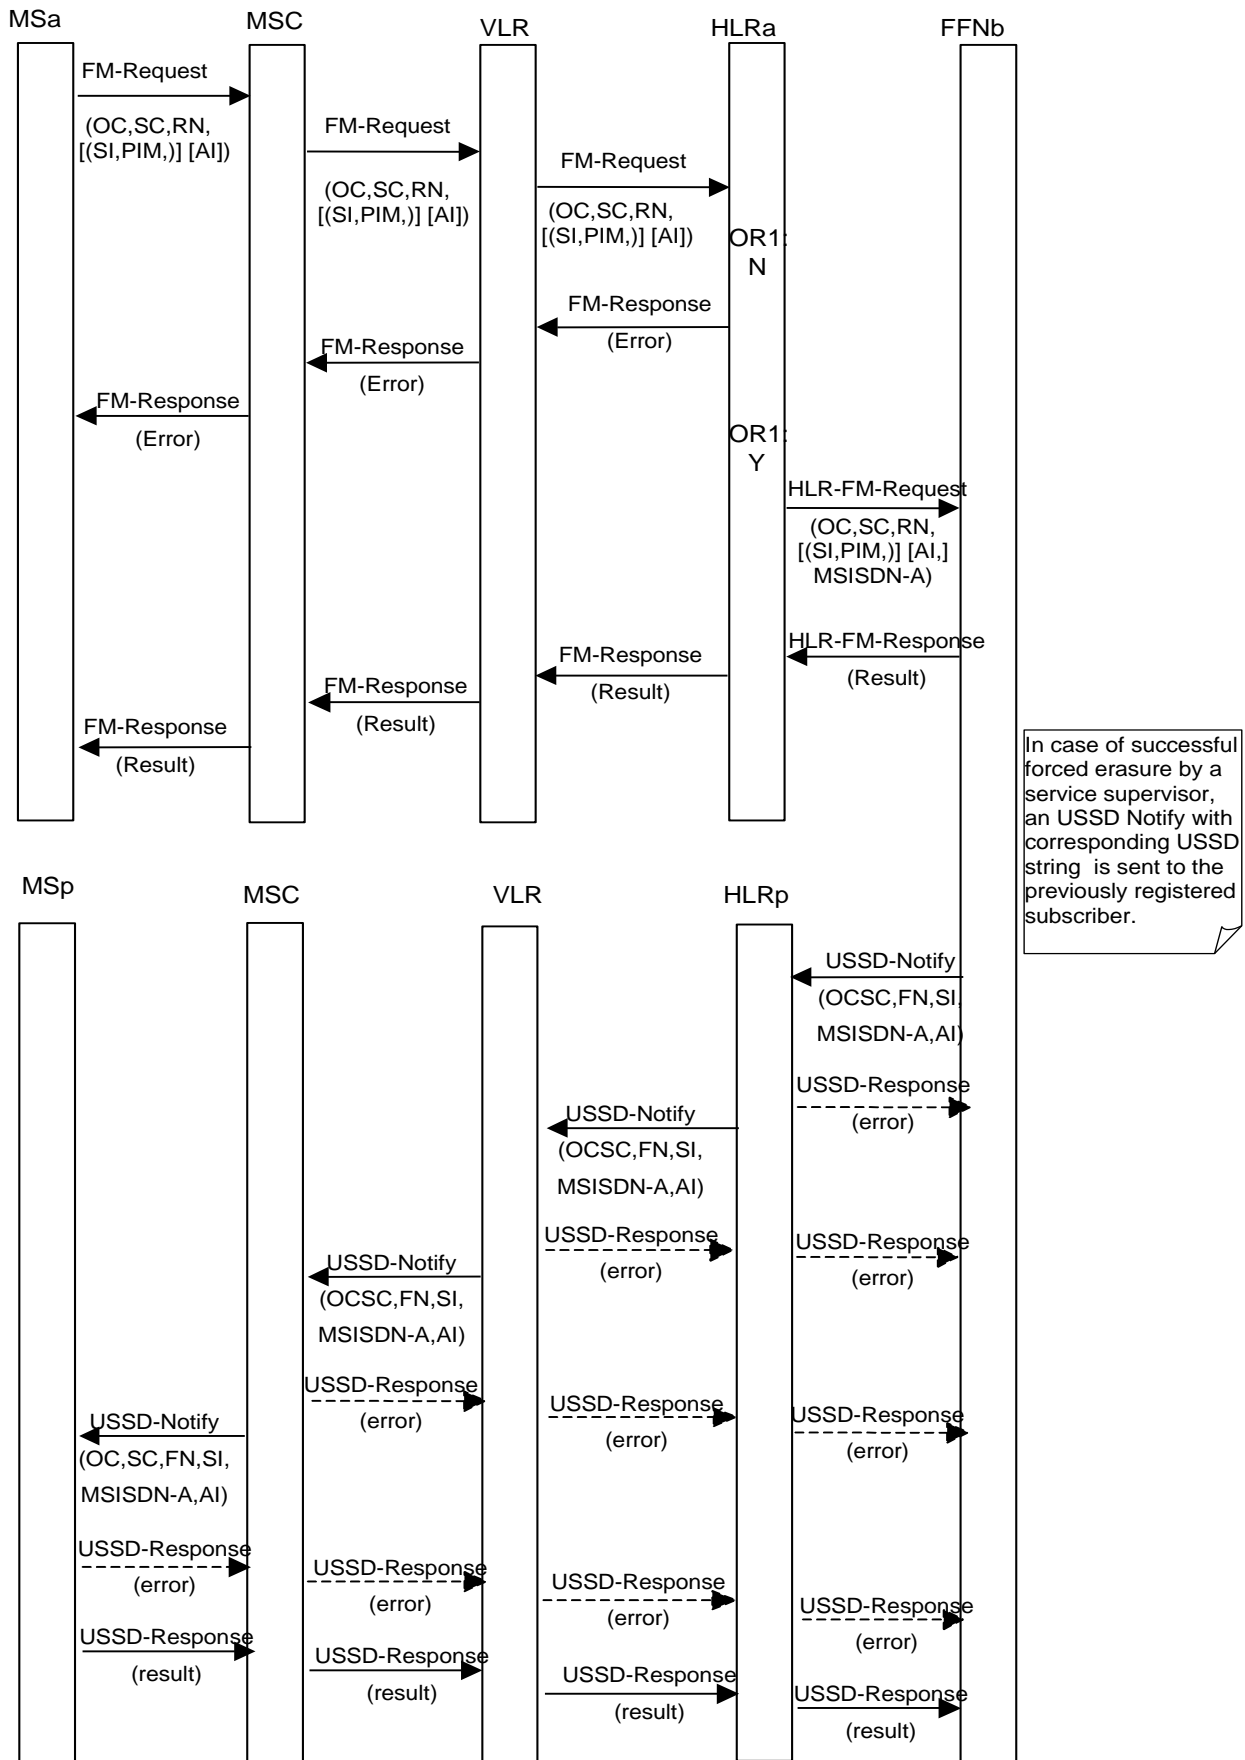 MSa
MSC
VLR
HLRa
FFNb
FM-Request
(OC,SC,RN,
[(SI,PIM,)] [AI])
FM-Request
(OC,SC,RN,
[(SI,PIM,)] [AI])
FM-Request
(OC,SC,RN,
[(SI,PIM,)] [AI])
OR1:
N
FM-Response
(Error)
FM-Response
(Error)
FM-Response
(Error)
OR1:
Y
HLR-FM-Request
(OC,SC,RN,
[(SI,PIM,)] [AI,]
MSISDN-A)
HLR-FM-Response
(Result)
FM-Response
(Result)
FM-Response
(Result)
FM-Response
(Result)
In case of successful
forced erasure by a
service supervisor,
an USSD Notify with
corresponding USSD
string is sent to the
previously registered
subscriber.
MSp
MSC
VLR
HLRp
USSD-Notify
(OCSC,FN,SI,
MSISDN-A,AI)
USSD-Response
(error)
USSD-Notify
(OCSC,FN,SI,
MSISDN-A,AI)
USSD-Response
(error)
USSD-Response
(error)
USSD-Notify
(OCSC,FN,SI,
MSISDN-A,AI)
USSD-Response
(error)
USSD-Response
(error)
USSD-Response
(error)
USSD-Notify
(OC,SC,FN,SI,
MSISDN-A,AI)
USSD-Response
(error)
USSD-Response
(error)
USSD-Response
(error)
USSD-Response
(error)
USSD-Response
(result)
USSD-Response
(result)
USSD-Response
(result)
USSD-Response
(result)